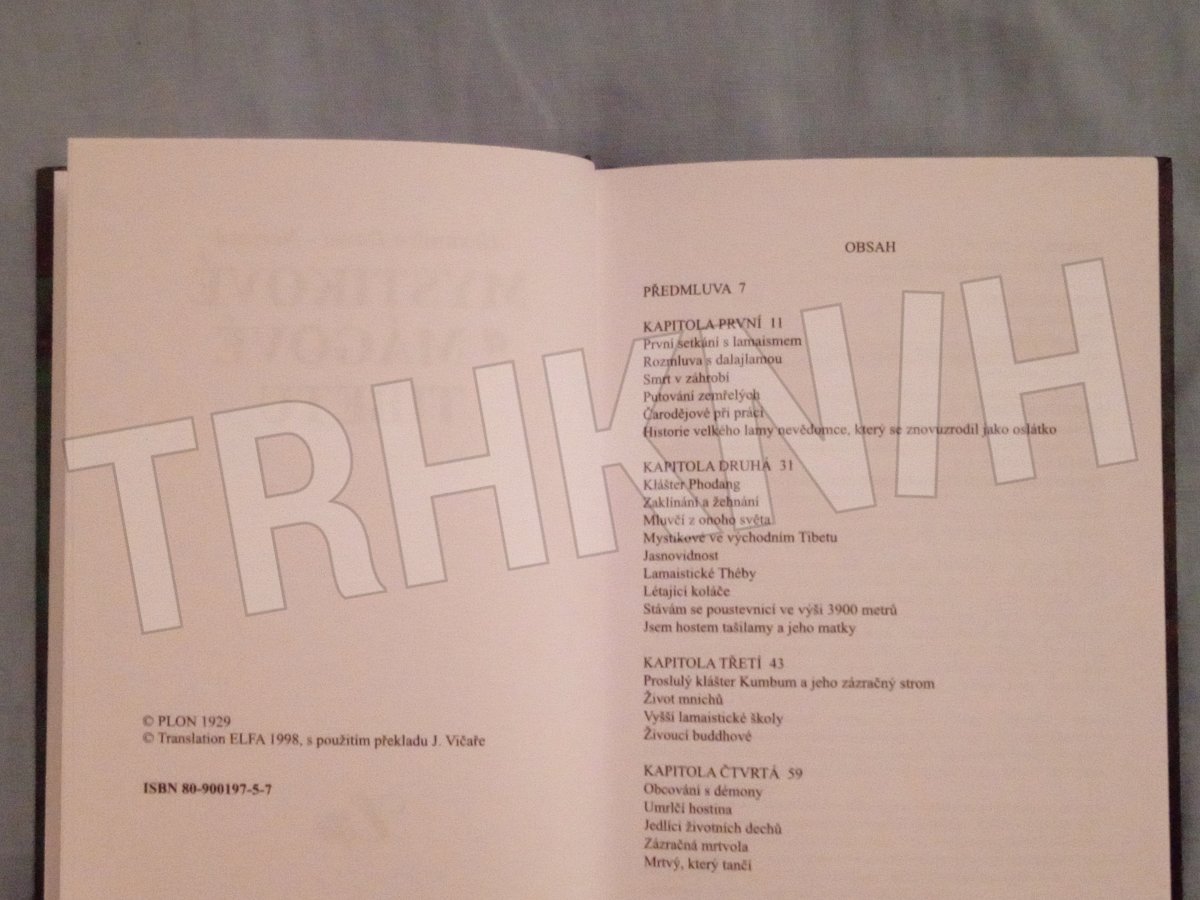 © PLON 1929
© Translation ELFA 1998, s použitím překladu J. Vičaře
ISBN 80-900197-5-7
OBSAH
PŘEDMLUVA 7
KAPITOLA PRVNÍ 11
První setkání s lamaismem
Rozmluva s dalajlamou
Smrt v záhrobí
Putování zemřelých
Čarodějové při práci
Historie velkého lamy nevědomce, který se znovuzrodil jako oslátko
KAPITOLA DRUHÁ 31
Klášter Phodang
Zaklínání a žehnání
Mluvčí z onoho světa
Mystikové ve východním Tibetu
Jasnovidnost
Lamaistické Théby
Létající koláče
Stávám se poustevnicí ve výši 3900 metrů
Jsem hostem tašilamy a jeho matky
KAPITOLA TŘETÍ 43
Proslulý klášter Kumbum a jeho zázračný strom
Život mnichů
Vyšší lamaistické školy
Živoucí buddhové
KAPITOLA ČTVRTÁ 59
Obcování s démony
Umrlčí hostina
Jedlíci životních dechů
Zázračná mrtvola
Mrtvý, který tančí
TRHKNIH